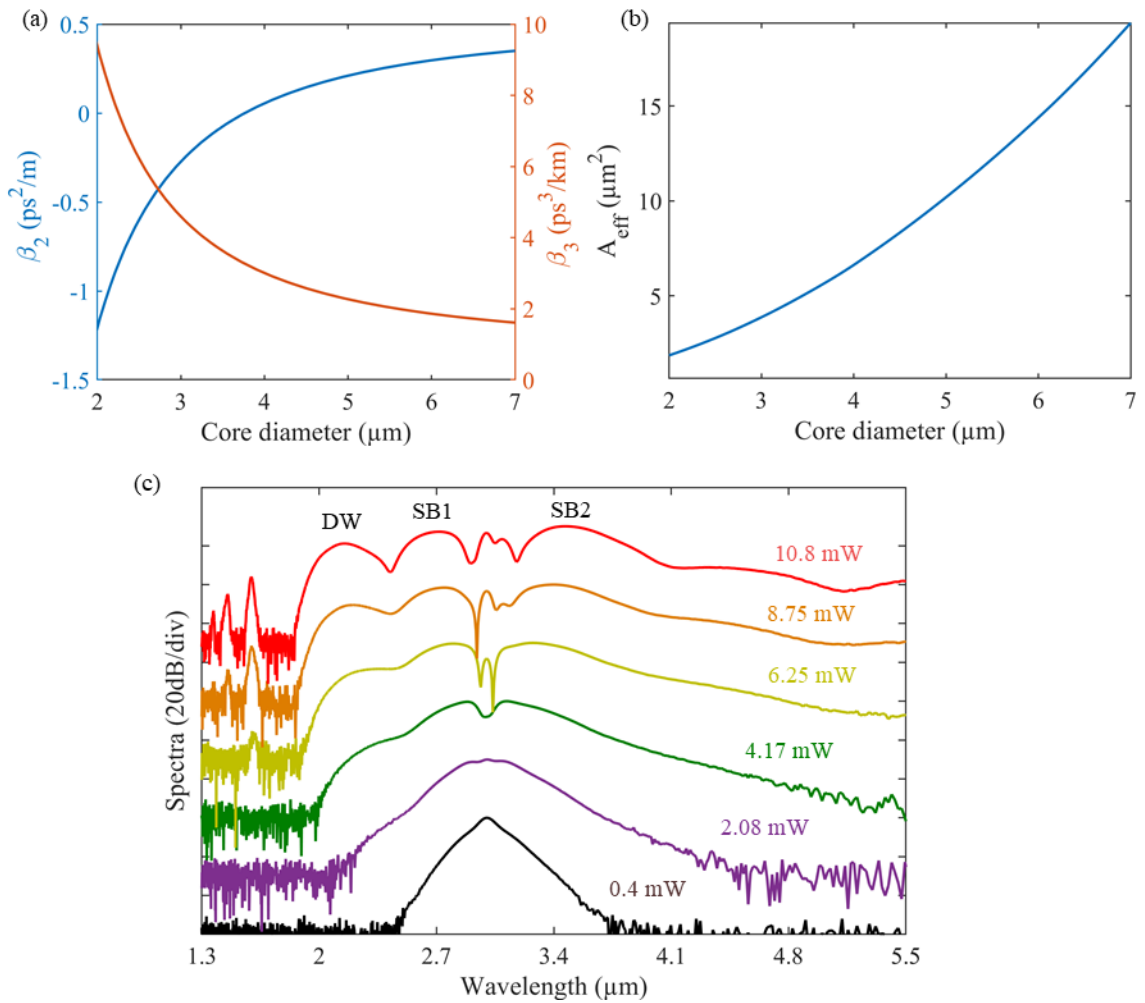 (a)
0.5
0
-0.5
-1
-1.5
β2 (ps²/m)
10
8
6
4
2
0
β3 (ps³/km)
2 3 4 5 6 7
Core diameter (µm)
(b)
15
10
5
Aeff (µm²)
2 3 4 5 6 7
Core diameter (µm)
(c)
DW SB1 SB2
10.8 mW
8.75 mW
6.25 mW
4.17 mW
2.08 mW
0.4 mW
Spectra (20dB/div)
1.3 2 2.7 3.4 4.1 4.8 5.5
Wavelength (µm)